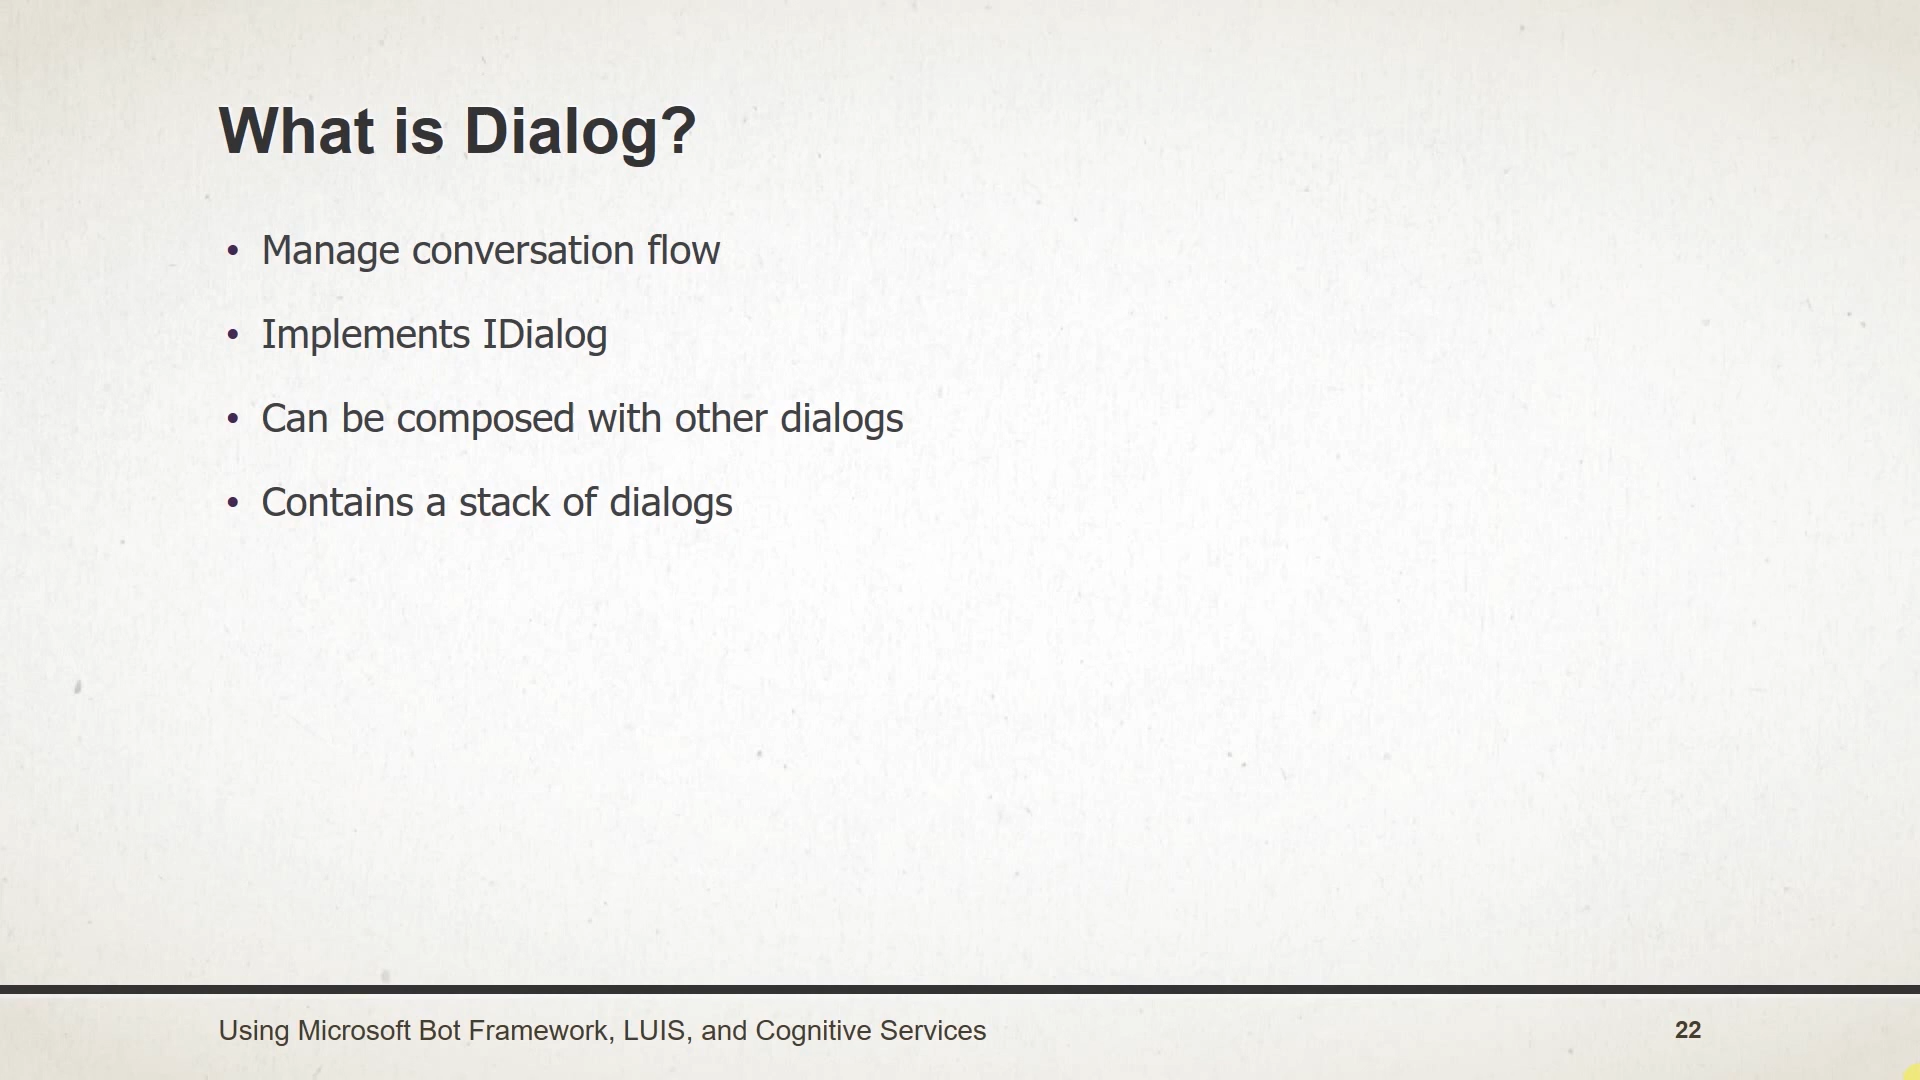 What is Dialog?
• Manage conversation flow
• Implements IDialog
• Can be composed with other dialogs
• Contains a stack of dialogs
Using Microsoft Bot Framework, LUIS, and Cognitive Services
22